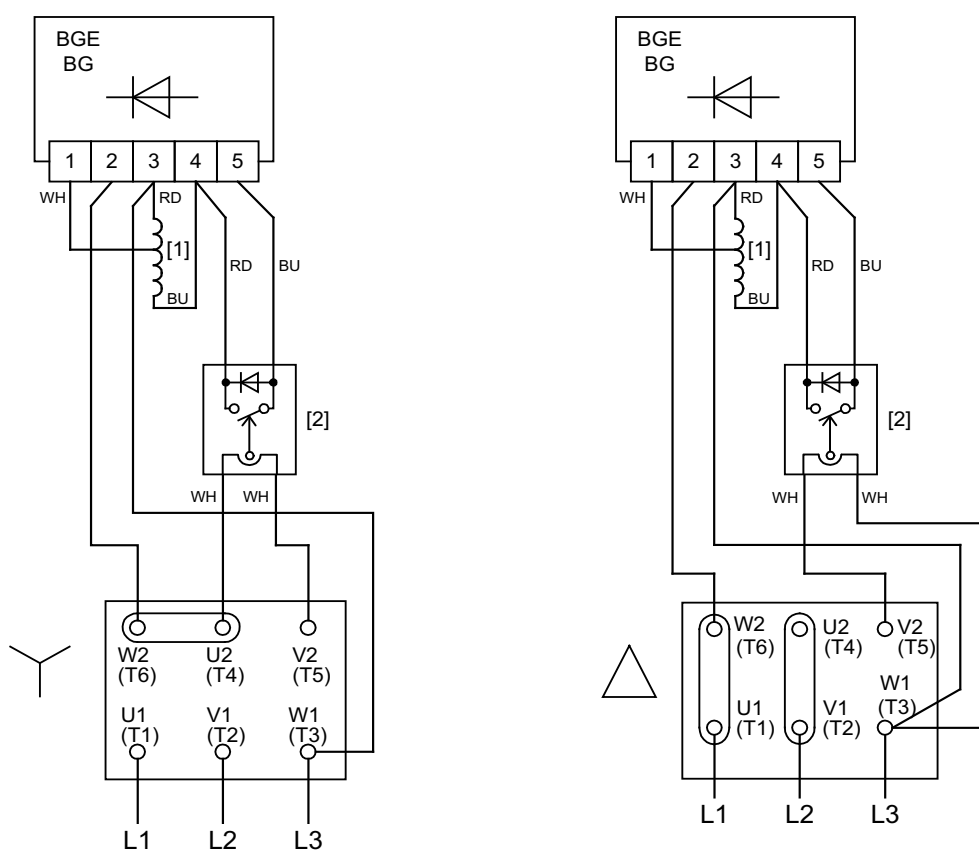 BGE
BG
1 2 3 4 5
WH RD
[1]
RD BU
BU
[2]
WH WH
W2 U2 V2
(T6) (T4) (T5)
U1 V1 W1
(T1) (T2) (T3)
L1 L2 L3
BGE
BG
1 2 3 4 5
WH RD
[1]
RD BU
BU
[2]
WH WH
W2 U2 V2
(T6) (T4) (T5)
W1
U1 V1 (T3)
(T1) (T2)
L1 L2 L3